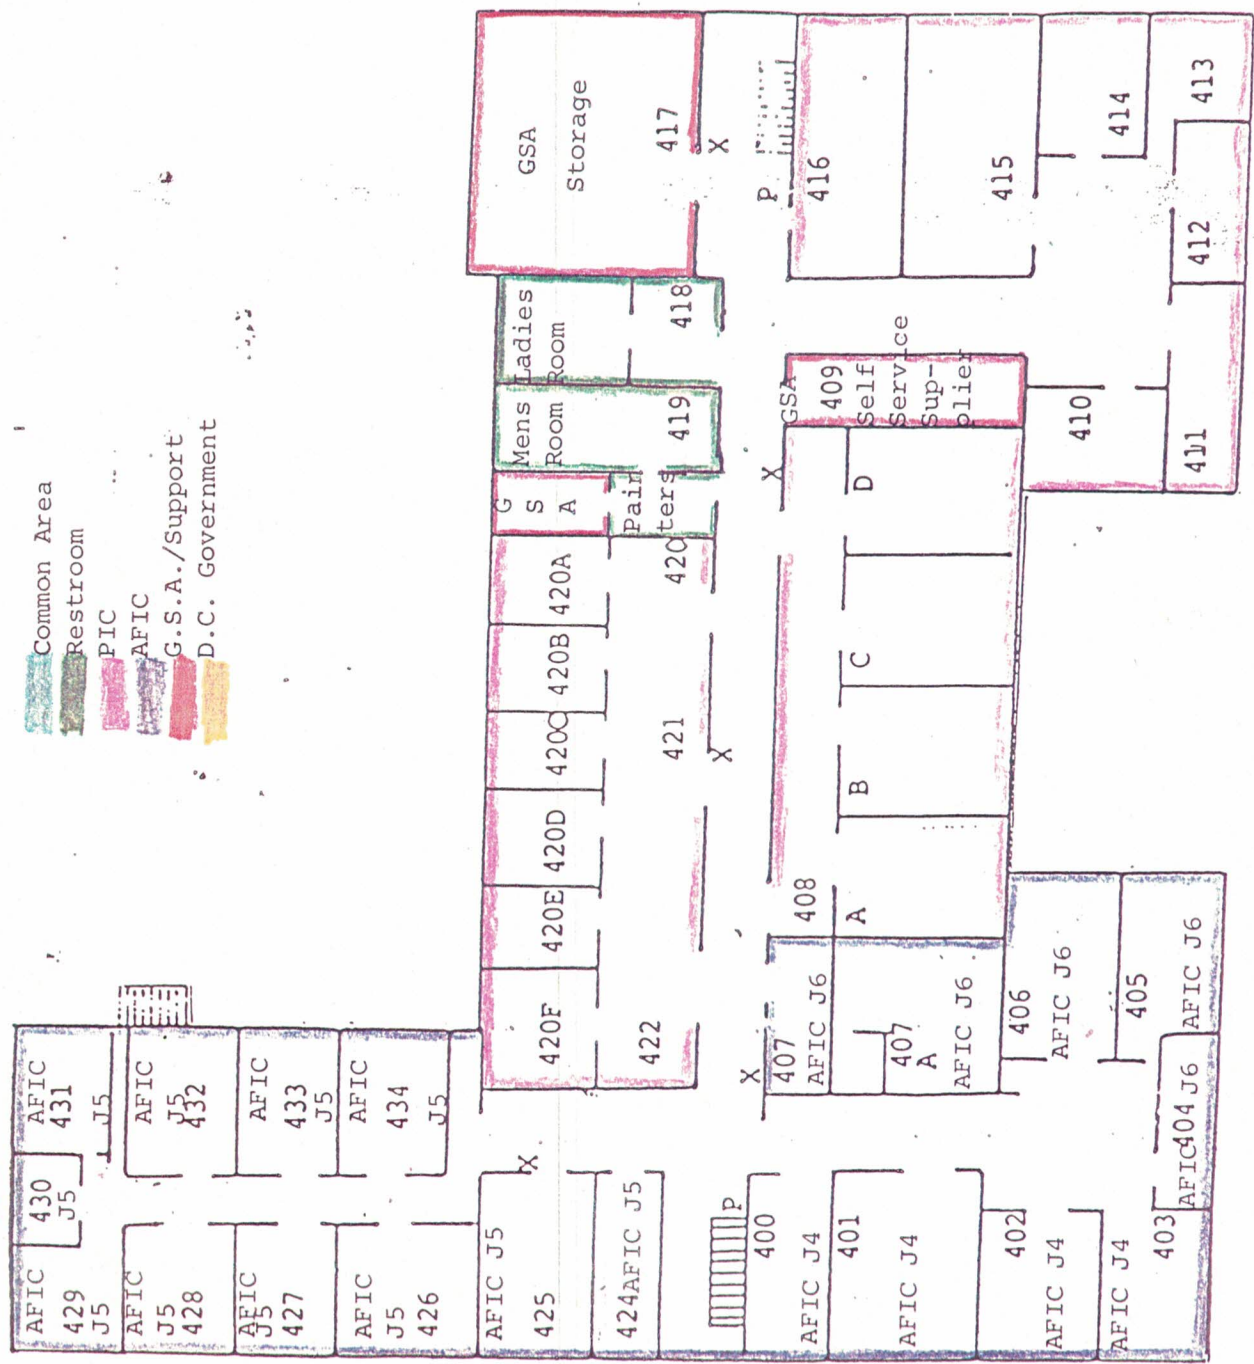 Common Area
Restroom
PIC
AFIC
G.S.A./Support
D.C. Government
GSA
Storage
417
X
P
416
415
414
413
412
411
410
Ladies
Room
418
Mens
Room
419
G
S
A
Pain
ters
420
420A
420B
420C
420D
420E
420F
421
422
X
X
X
X
GSA
409
Self
Service
Sup-
plier
D
C
B
A
408
407
AFIC J6
407
A
AFIC J6
406
AFIC J6
405
AFIC J6
404 J6
AFIC
403
AFIC J4
402
AFIC J4
401
AFIC J4
400
AFIC J4
P
424AFIC J5
AFIC J5
425
X
AFIC
J5
426
AFIC
J5
427
AFIC
J5
428
AFIC
429
J5
430
J5
AFIC
431
J5
AFIC
J5
432
AFIC
433
J5
AFIC
434
J5